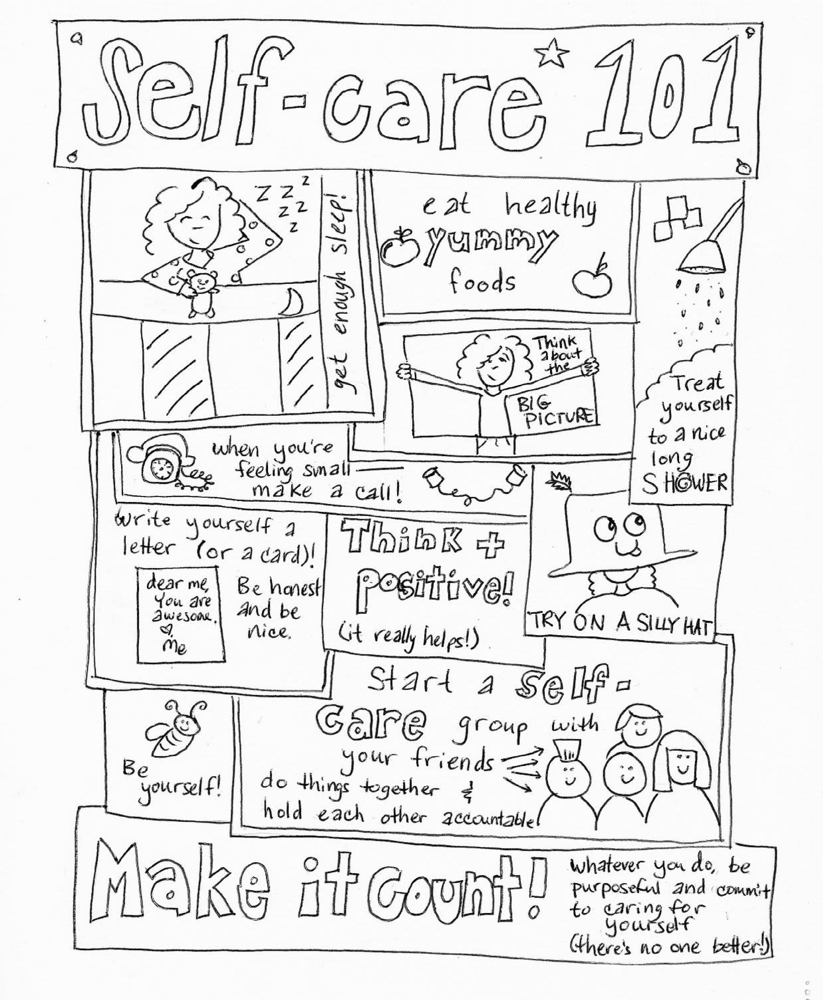 Self-care 101
z z z
z z
z
get enough sleep!
eat healthy
yummy
foods
Think
about
the
BIG
PICTURE
Treat
yourself
to a nice
long
SHOWER
when you're
feeling small
make a call!
write yourself a
letter (or a card)!
dear me,
you are
awesome.
me
Be honest
and be
nice.
Think +
positive!
(it really helps!)
TRY ON A SILLY HAT
Start a self-
care group with
your friends
do things together &
hold each other accountable
Be
yourself!
Make it count!
whatever you do, be
purposeful and commit
to caring for
yourself
(there's no one better!)